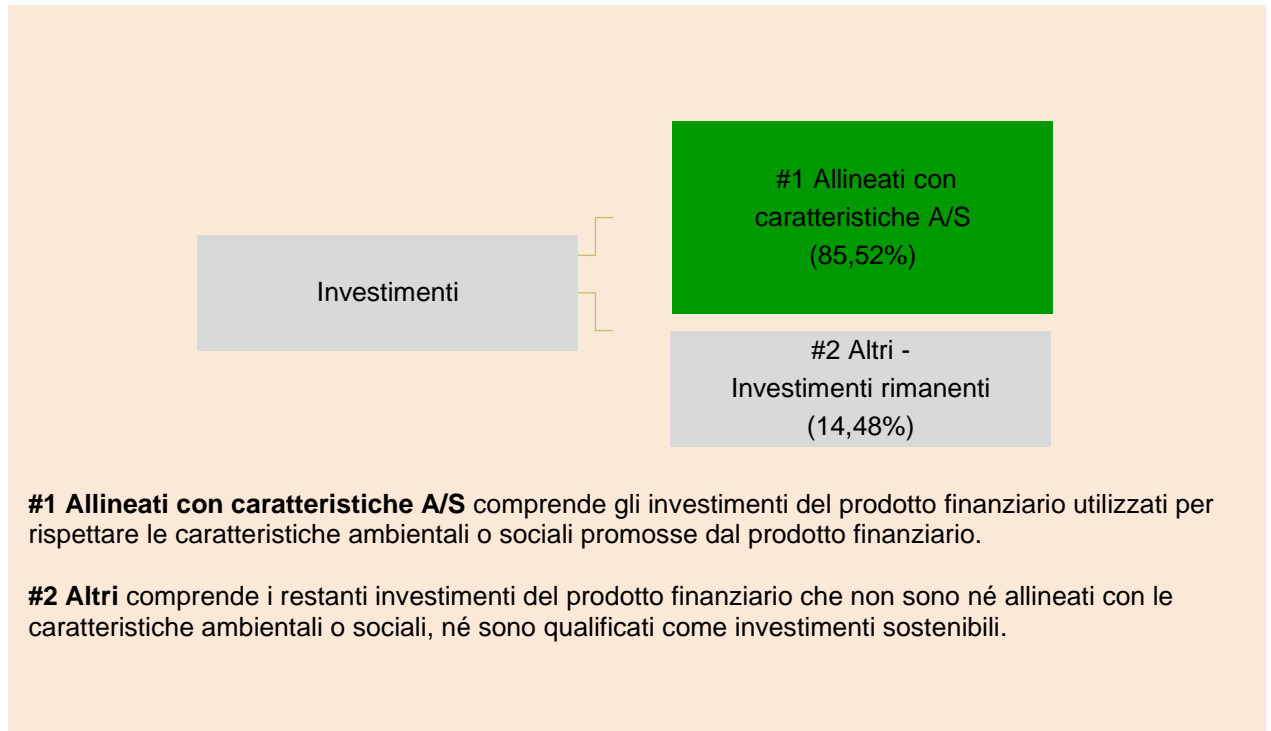 #1 Allineati con
caratteristiche A/S
(85,52%)
Investimenti
#2 Altri -
Investimenti rimanenti
(14,48%)
#1 Allineati con caratteristiche A/S comprende gli investimenti del prodotto finanziario utilizzati per
rispettare le caratteristiche ambientali o sociali promosse dal prodotto finanziario.
#2 Altri comprende i restanti investimenti del prodotto finanziario che non sono né allineati con le
caratteristiche ambientali o sociali, né sono qualificati come investimenti sostenibili.